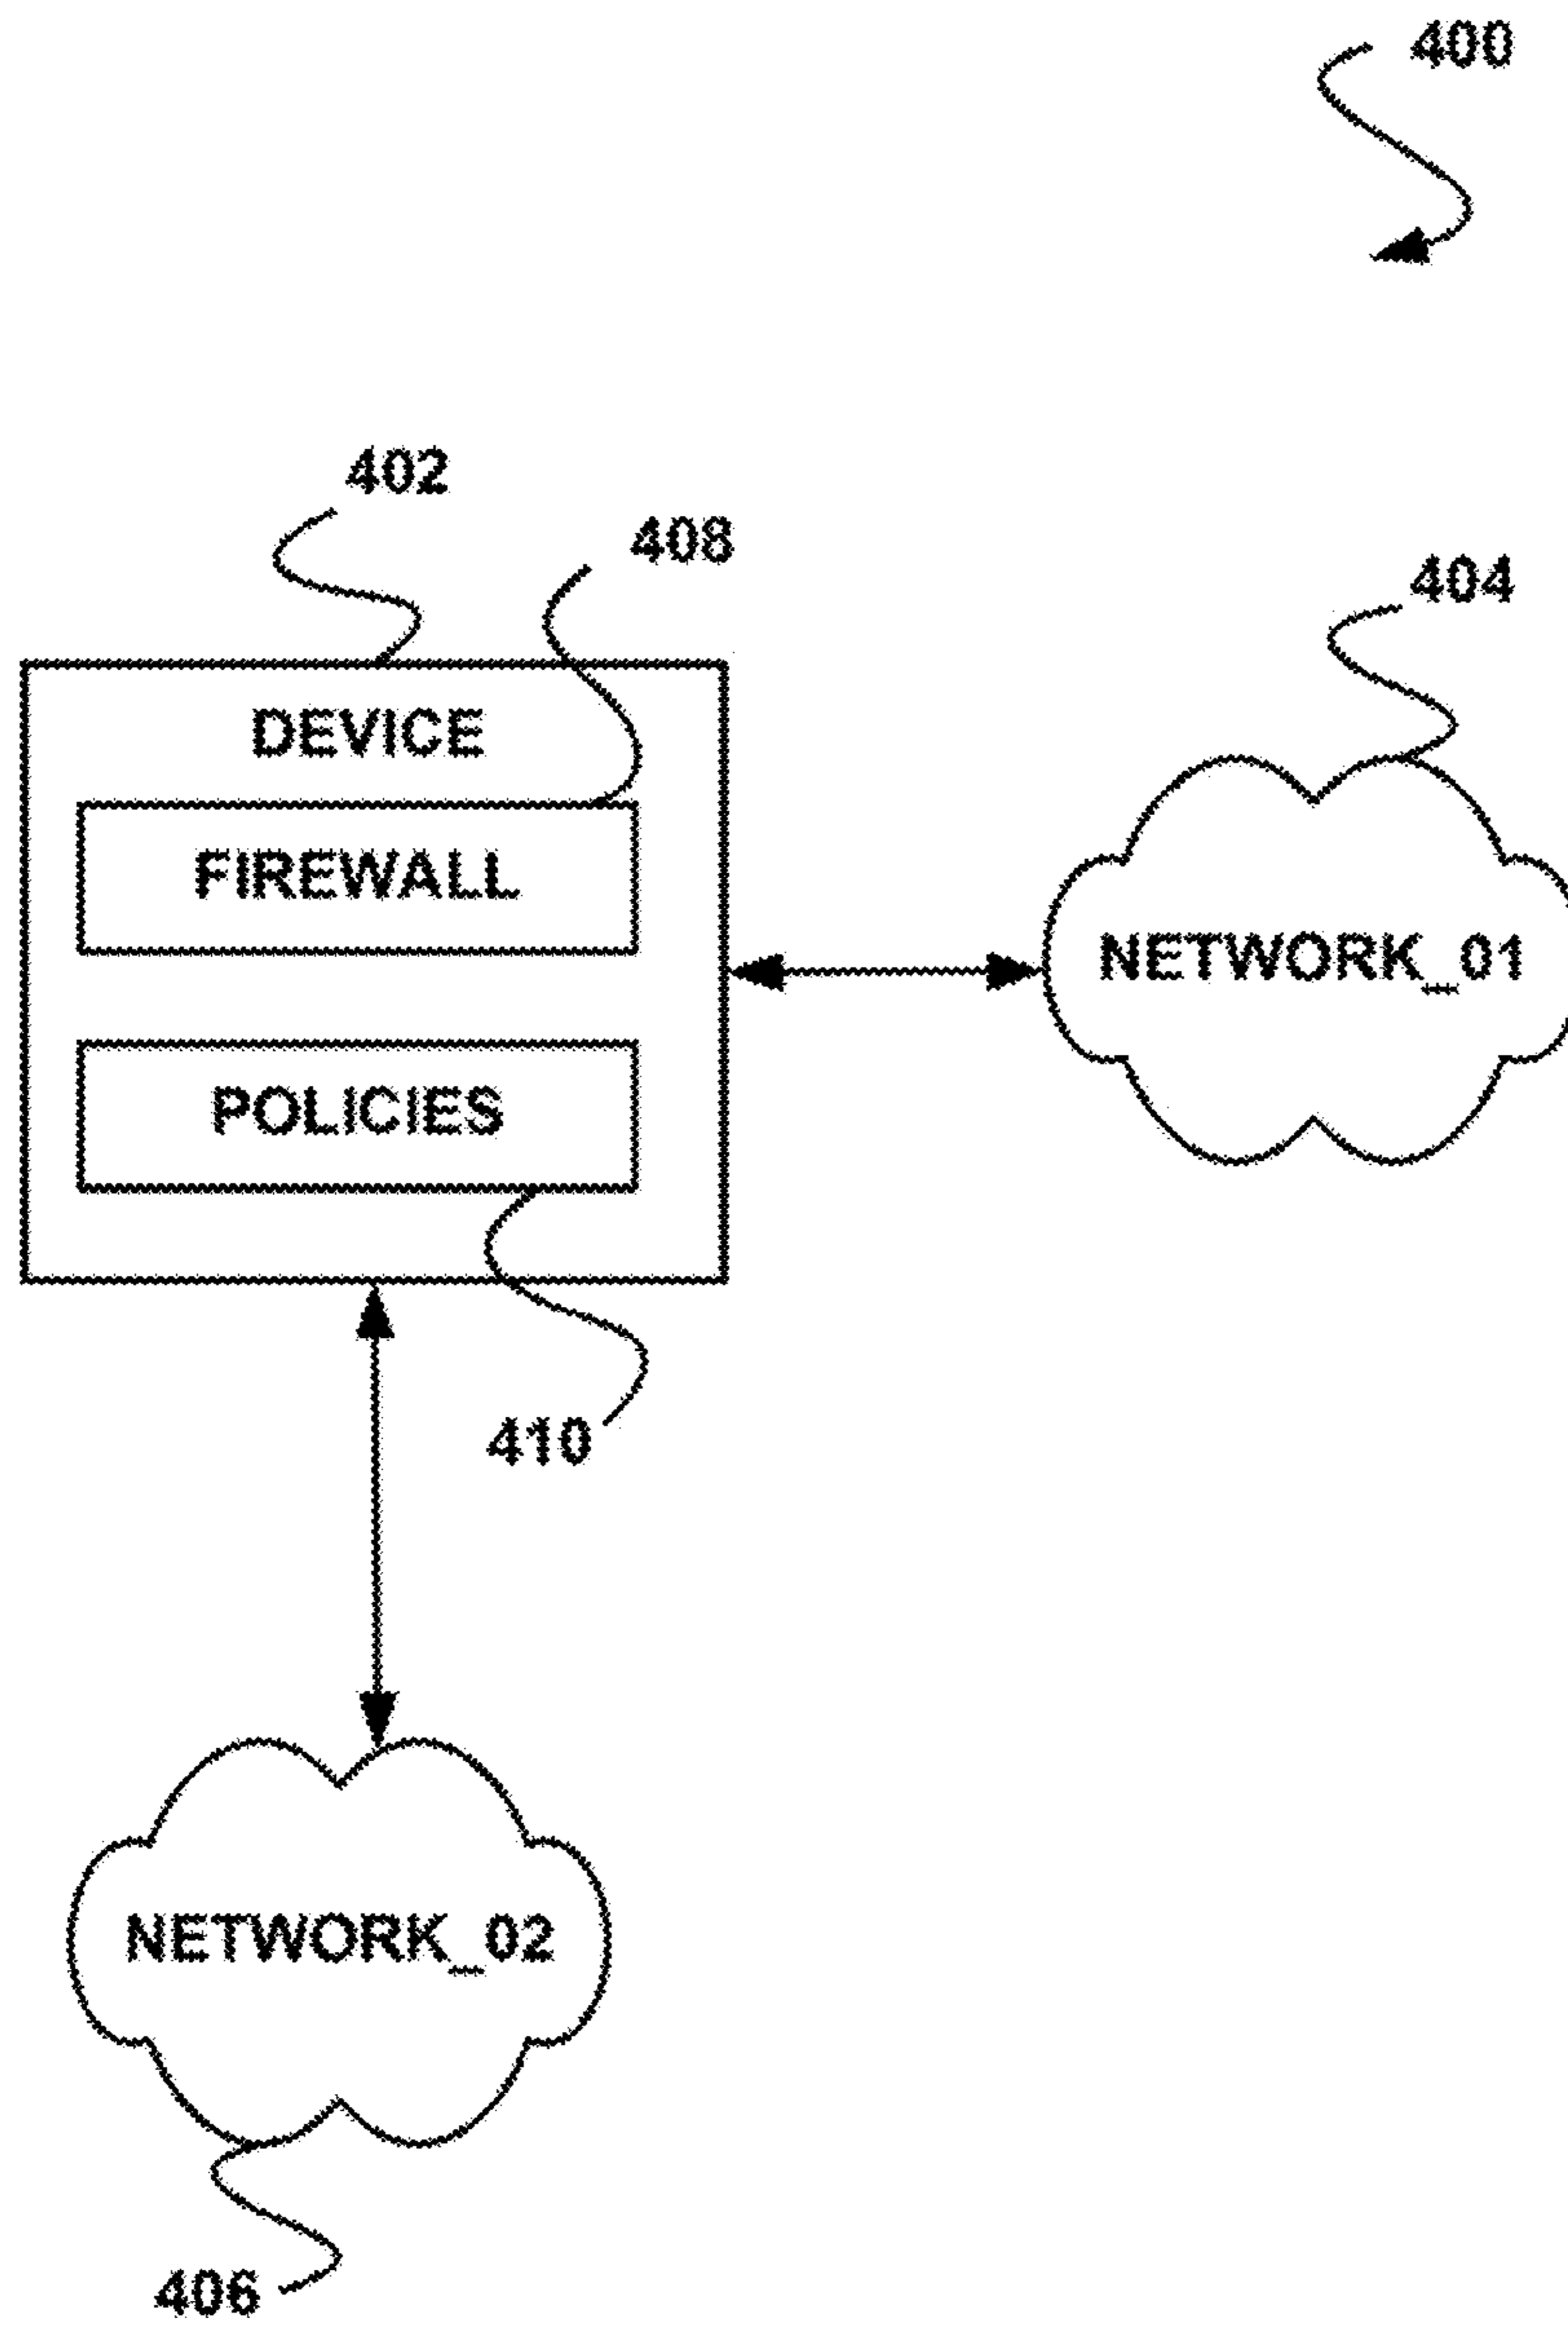 400
402
408
404
DEVICE
FIREWALL
NETWORK_01
POLICIES
410
NETWORK_02
406